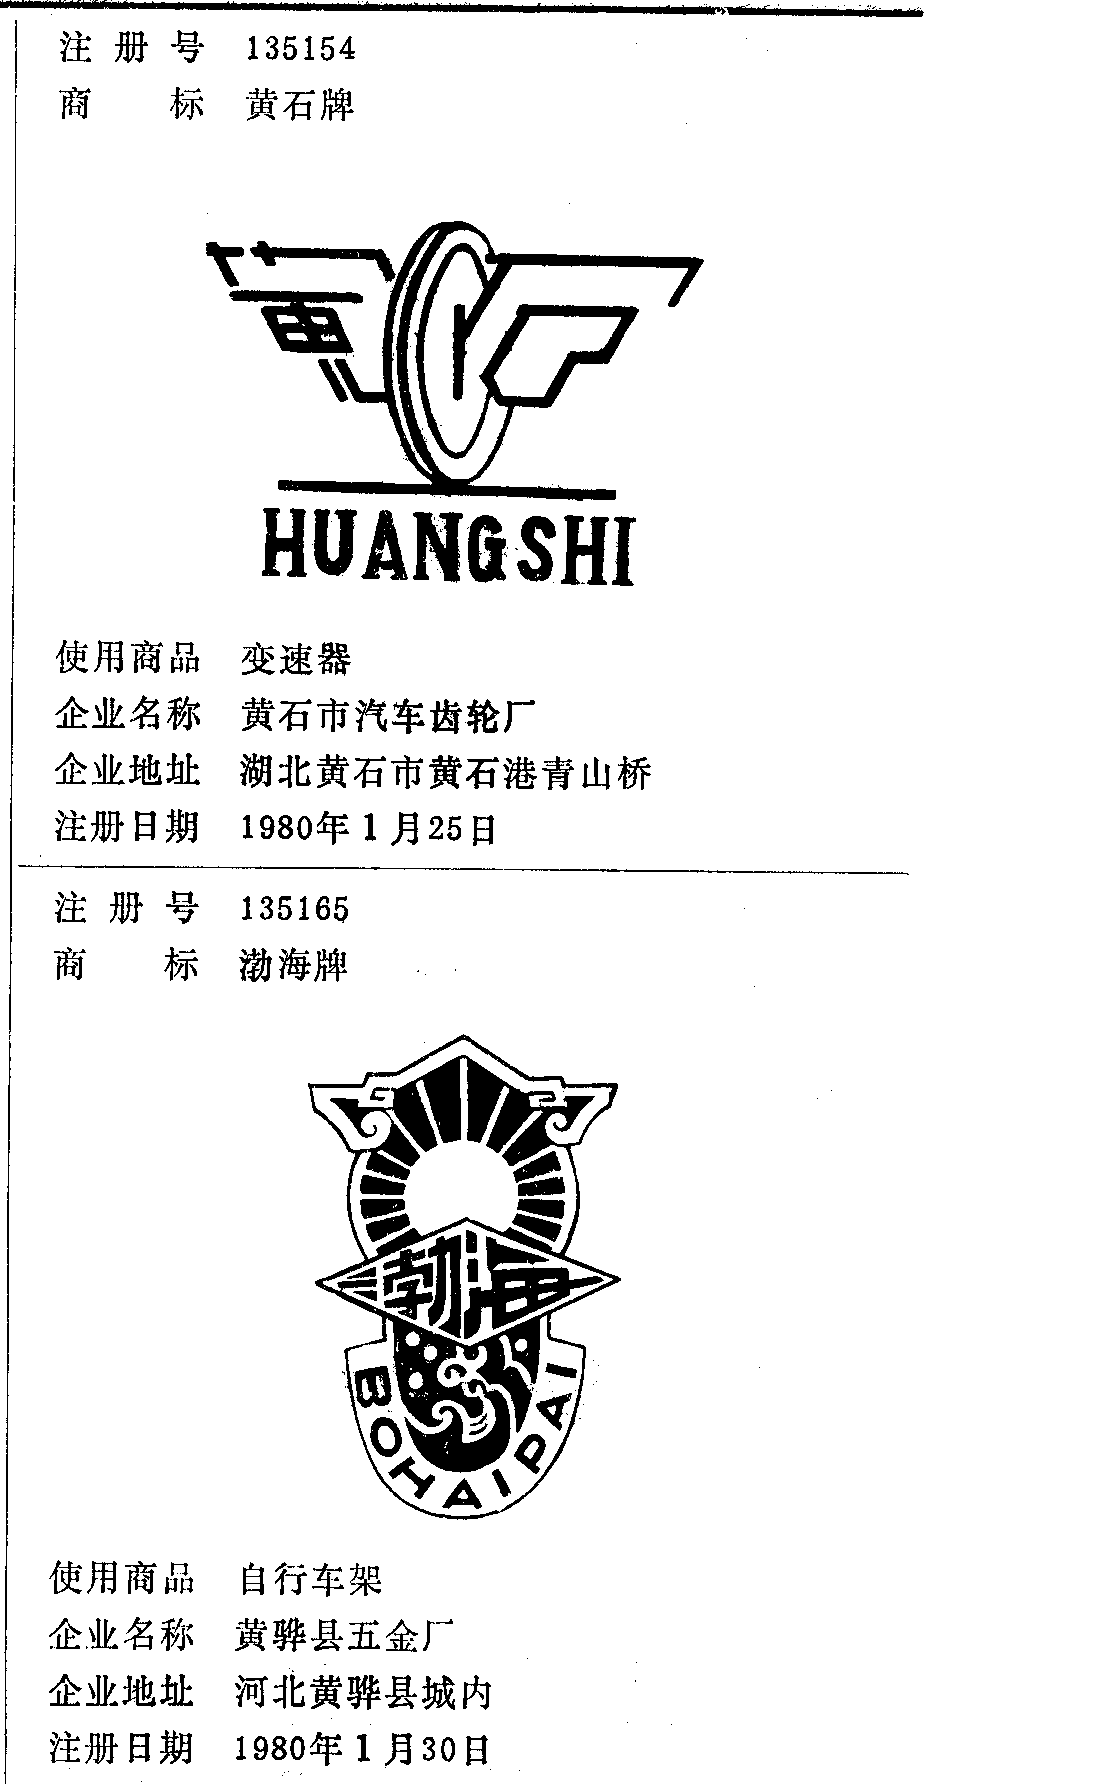 注册号 135154
商标 黄石牌
黄石
HUANGSHI
使用商品 变速器
企业名称 黄石市汽车齿轮厂
企业地址 湖北黄石市黄石港青山桥
注册日期 1980年1月25日
注册号 135165
商标 渤海牌
渤海
BOHAIPAI
使用商品 自行车架
企业名称 黄骅县五金厂
企业地址 河北黄骅县城内
注册日期 1980年1月30日